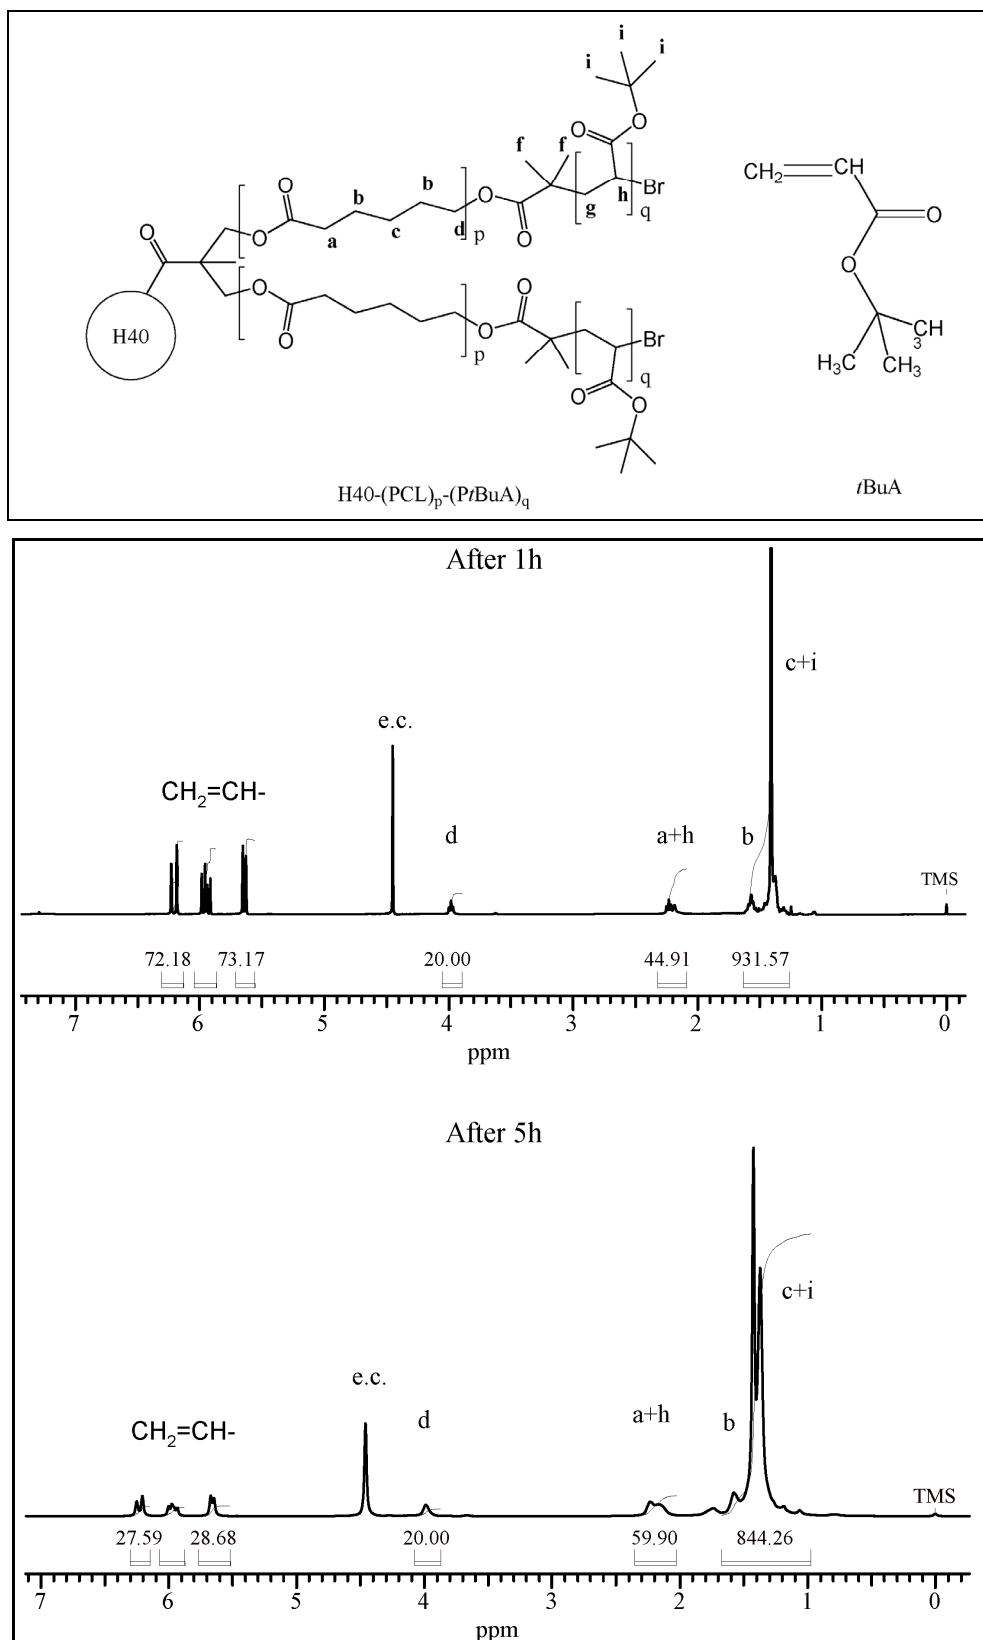 i
i
i
O
O
f
f
b
b
O
O
h
Br
g
q
O
a
c
d
p
O
CH2
CH
O
O
O
O
O
O
Br
q
H40
O
p
O
O
O
CH
3
H3C
CH3
H40-(PCL)p-(PtBuA)q
tBuA
After 1h
c+i
e.c.
CH2=CH-
d
a+h
b
TMS
72.18
73.17
20.00
44.91
931.57
7 6 5 4 3 2 1 0
ppm
After 5h
c+i
e.c.
CH2=CH-
d
a+h
b
TMS
27.59
28.68
20.00
59.90
844.26
7 6 5 4 3 2 1 0
ppm